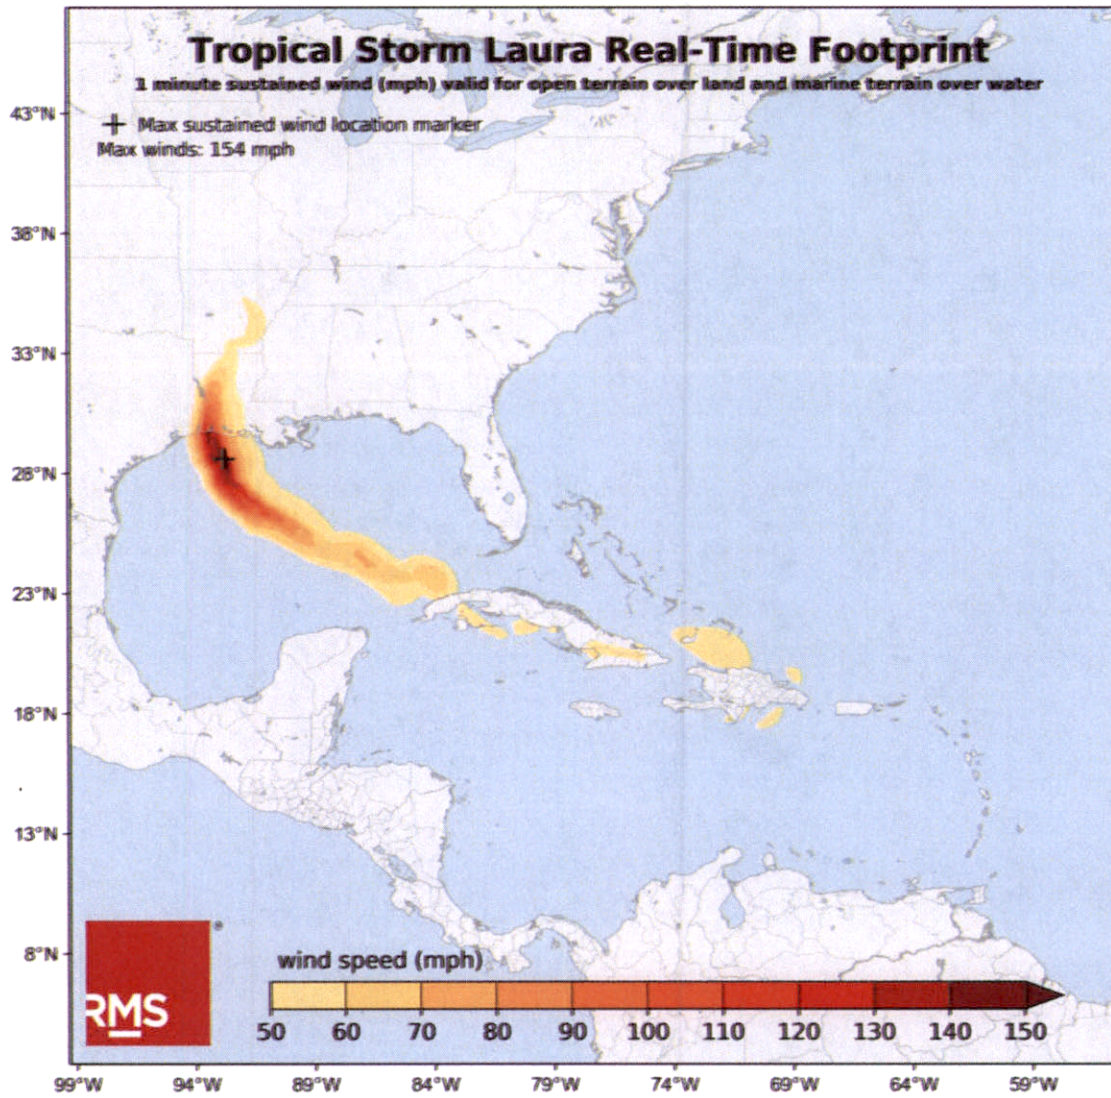 Tropical Storm Laura Real-Time Footprint
1 minute sustained wind (mph) valid for open terrain over land and marine terrain over water
Max sustained wind location marker
Max winds: 154 mph
43°N
38°N
33°N
28°N
23°N
18°N
13°N
8°N
RMS
®
wind speed (mph)
50 60 70 80 90 100 110 120 130 140 150
99°W 94°W 89°W 84°W 79°W 74°W 69°W 64°W 59°W